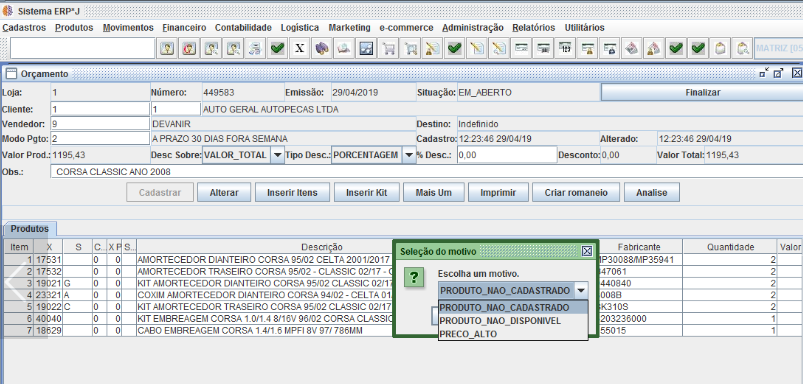 Sistema ERP*J
Cadastros Produtos Movimentos Financeiro Contabilidade Logística Marketing e-commerce Administração Relatórios Utilitários
X MATRIZ (05
Orçamento
Loja: 1 Número: 449583 Emissão: 29/04/2019 Situação: EM_ABERTO Finalizar
Cliente: 1 1 AUTO GERAL AUTOPECAS LTDA
Vendedor: 9 DEVANIR Destino: Indefinido
Modo Pgto: 2 A PRAZO 30 DIAS FORA SEMANA Cadastro: 12:23:46 29/04/19 Alterado: 12:23:46 29/04/19
Valor Prod.: 1195,43 Desc Sobre: VALOR_TOTAL Tipo Desc.: PORCENTAGEM % Desc.: 0,00 Desconto: 0,00 Valor Total: 1195,43
Obs.: CORSA CLASSIC ANO 2008
Cadastrar Alterar Inserir Itens Inserir Kit Mais Um Imprimir Criar romaneio Analise
Produtos
Item X S C... X P S... Descrição Fabricante Quantidade Valor
1 17531 0 0 AMORTECEDOR DIANTEIRO CORSA 95/02 CELTA 2001/2017 MP30088/MP35941 2
2 17532 0 0 AMORTECEDOR TRASEIRO CORSA 95/02 - CLASSIC 02/17 - 47061 2
3 19021 G 0 0 KIT AMORTECEDOR DIANTEIRO CORSA 95/02 CLASSIC 02/17 440840 2
4 23321 A 0 0 COXIM AMORTECEDOR DIANTEIRO CORSA 94/02 - CELTA 01 008B 2
5 19022 C 0 0 KIT AMORTECEDOR TRASEIRO CORSA 95/02 CLASSIC 02/17 K310S 2
6 40040 0 0 KIT EMBREAGEM CORSA 1.0/1.4 8/16V 96/02 CORSA CLASSI 203236000 1
7 18629 0 0 CABO EMBREAGEM CORSA 1.4/1.6 MPFI 8V 97/ 786MM 55015 1
Seleção do motivo
Escolha um motivo.
PRODUTO_NAO_CADASTRADO
PRODUTO_NAO_CADASTRADO
PRODUTO_NAO_DISPONIVEL
PRECO_ALTO